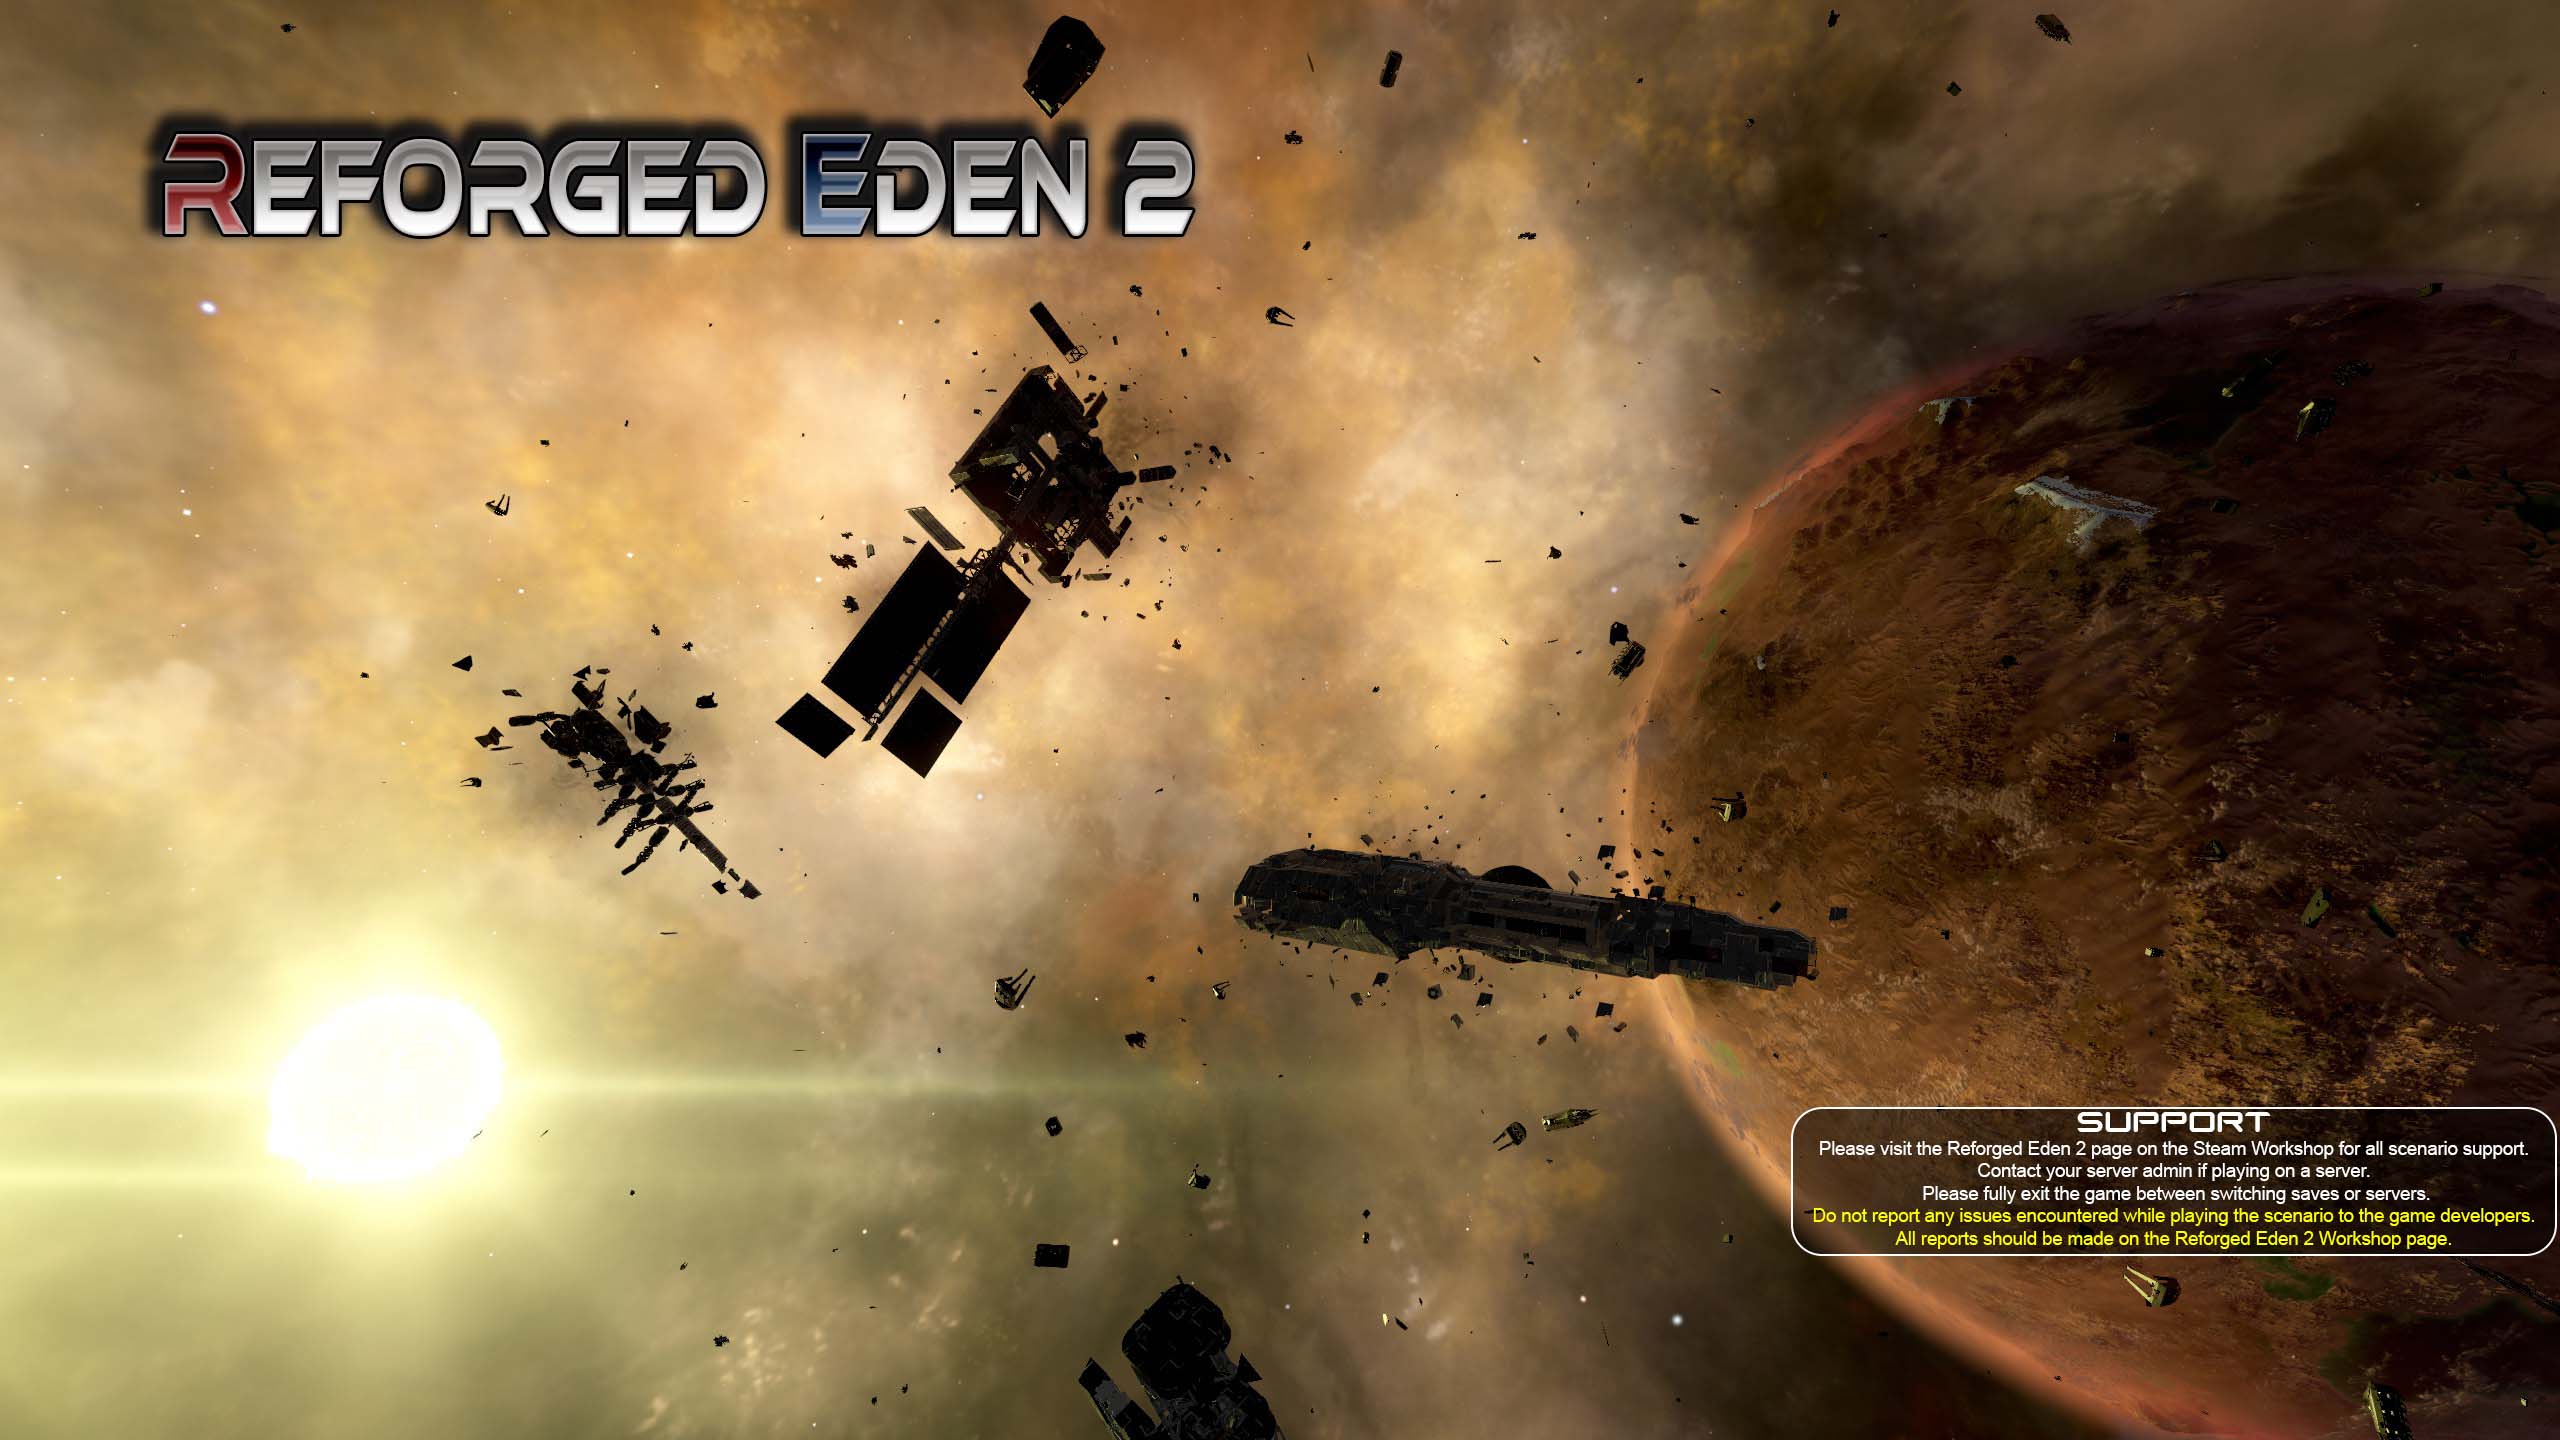 REFORGED EDEN 2
SUPPORT
Please visit the Reforged Eden 2 page on the Steam Workshop for all scenario support.
Contact your server admin if playing on a server.
Please fully exit the game between switching saves or servers.
Do not report any issues encountered while playing the scenario to the game developers.
All reports should be made on the Reforged Eden 2 Workshop page.